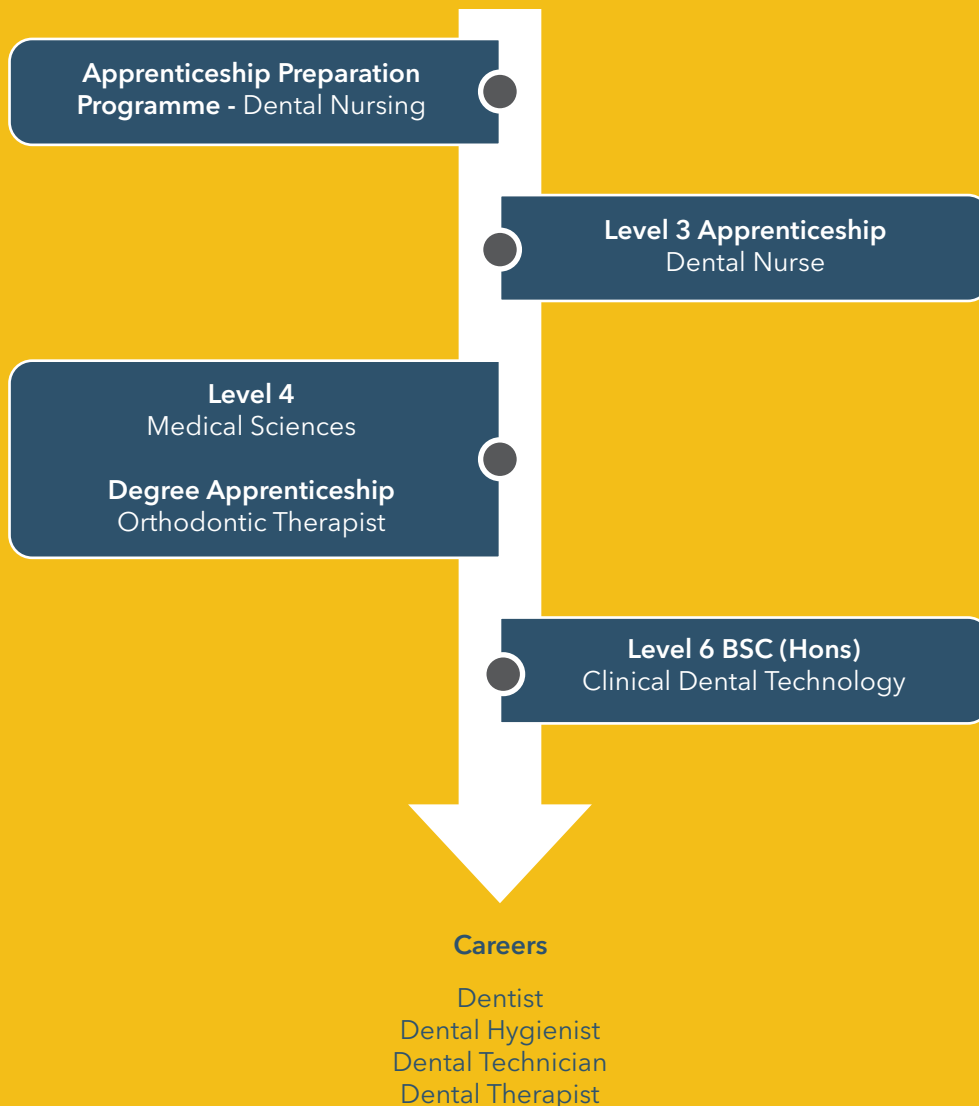 Apprenticeship Preparation
Programme - Dental Nursing
Level 3 Apprenticeship
Dental Nurse
Level 4
Medical Sciences
Degree Apprenticeship
Orthodontic Therapist
Level 6 BSC (Hons)
Clinical Dental Technology
Careers
Dentist
Dental Hygienist
Dental Technician
Dental Therapist